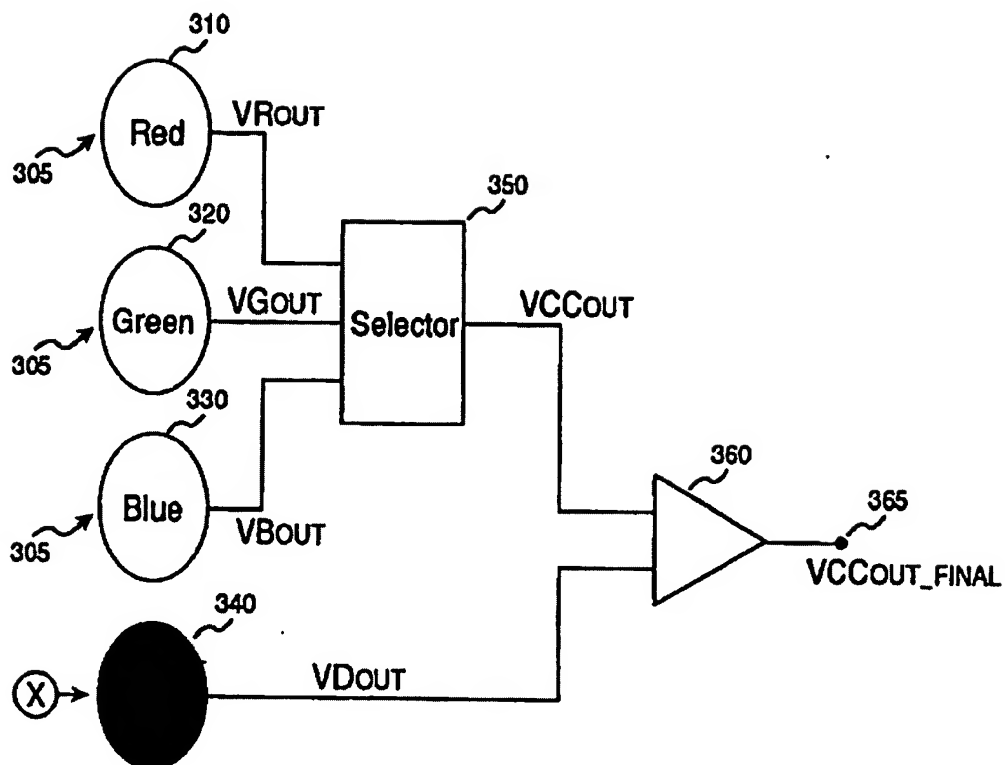 310
Red
VROUT
305
320
Green
VGOUT
305
350
Selector
VCCOUT
330
Blue
VBOUT
305
360
365
VCCOUT_FINAL
340
X
VDOUT